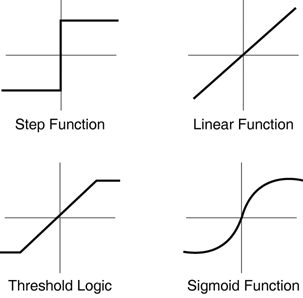 Step Function
Linear Function
Threshold Logic
Sigmoid Function